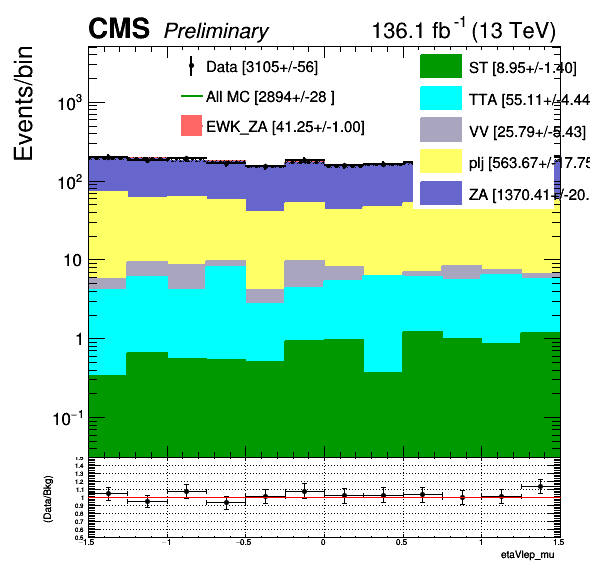 CMS Preliminary 136.1 fb⁻¹ (13 TeV)
Events/bin
Data [3105+/-56]
All MC [2894+/-28 ]
EWK_ZA [41.25+/-1.00]
ST [8.95+/-1.40]
TTA [55.11+/-4.44
VV [25.79+/-5.43]
plj [563.67+/-17.75
ZA [1370.41+/-20.
10³
10²
10
1
10⁻¹
(Data/Bkg)
1.5
1.4
1.3
1.2
1.1
1
0.9
0.8
0.7
0.6
0.5
-1.5 −1 −0.5 0 0.5 1 1.5
etaVlep_mu